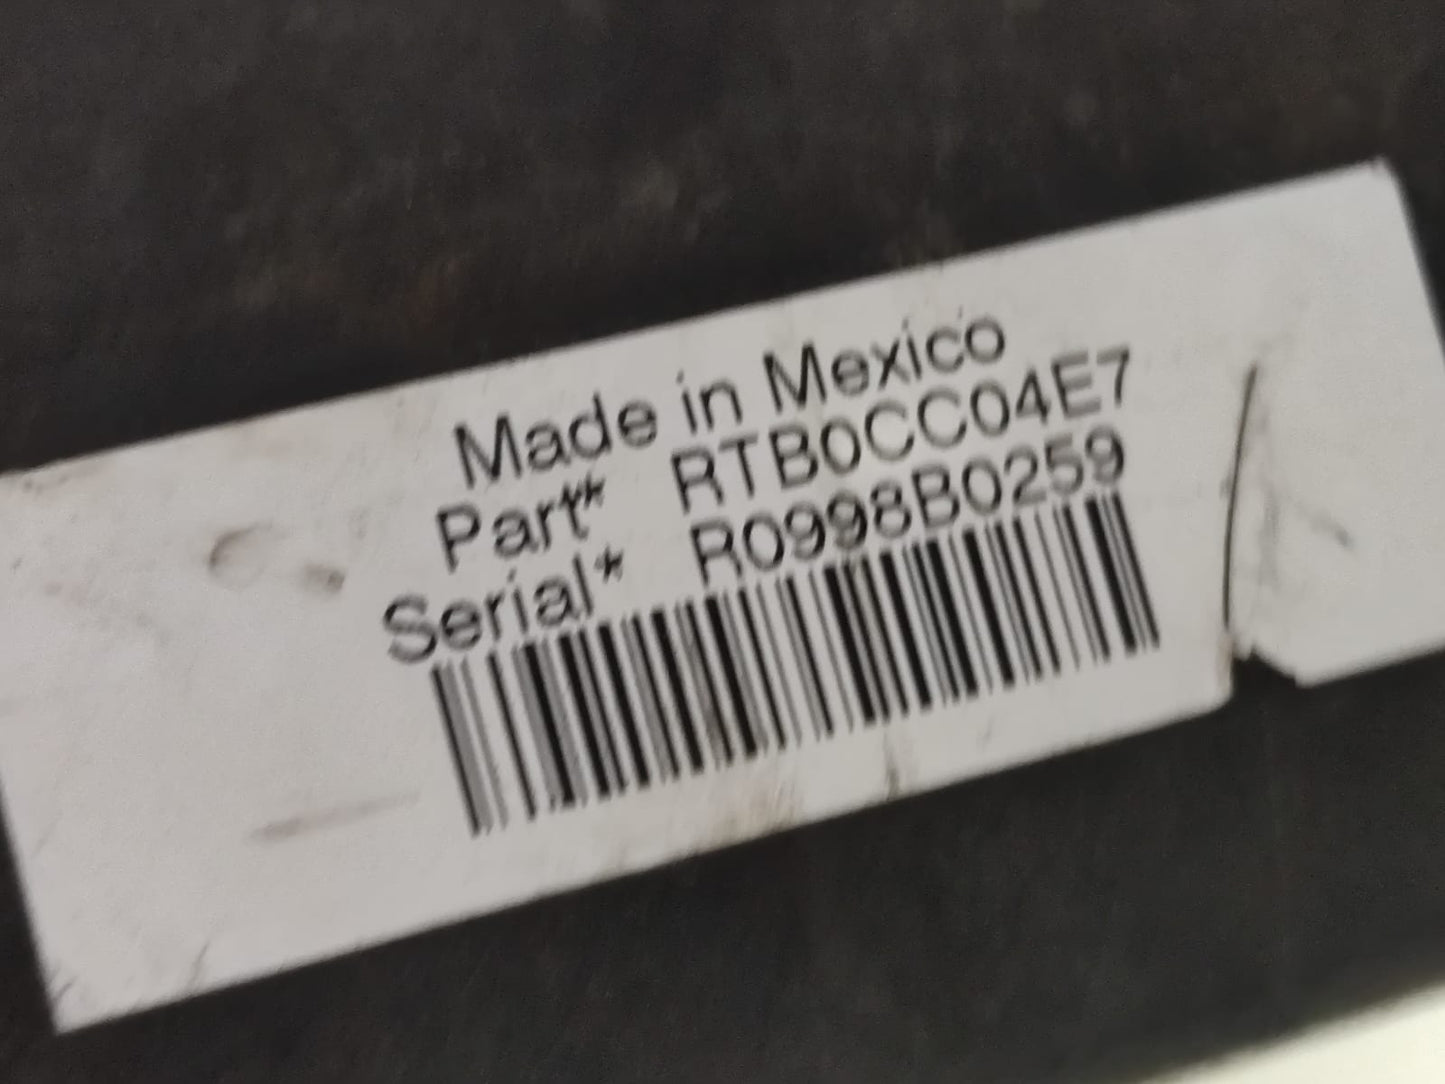 Made in Mexico
Part* RTB0CC04E7
Serial* R0998B0259